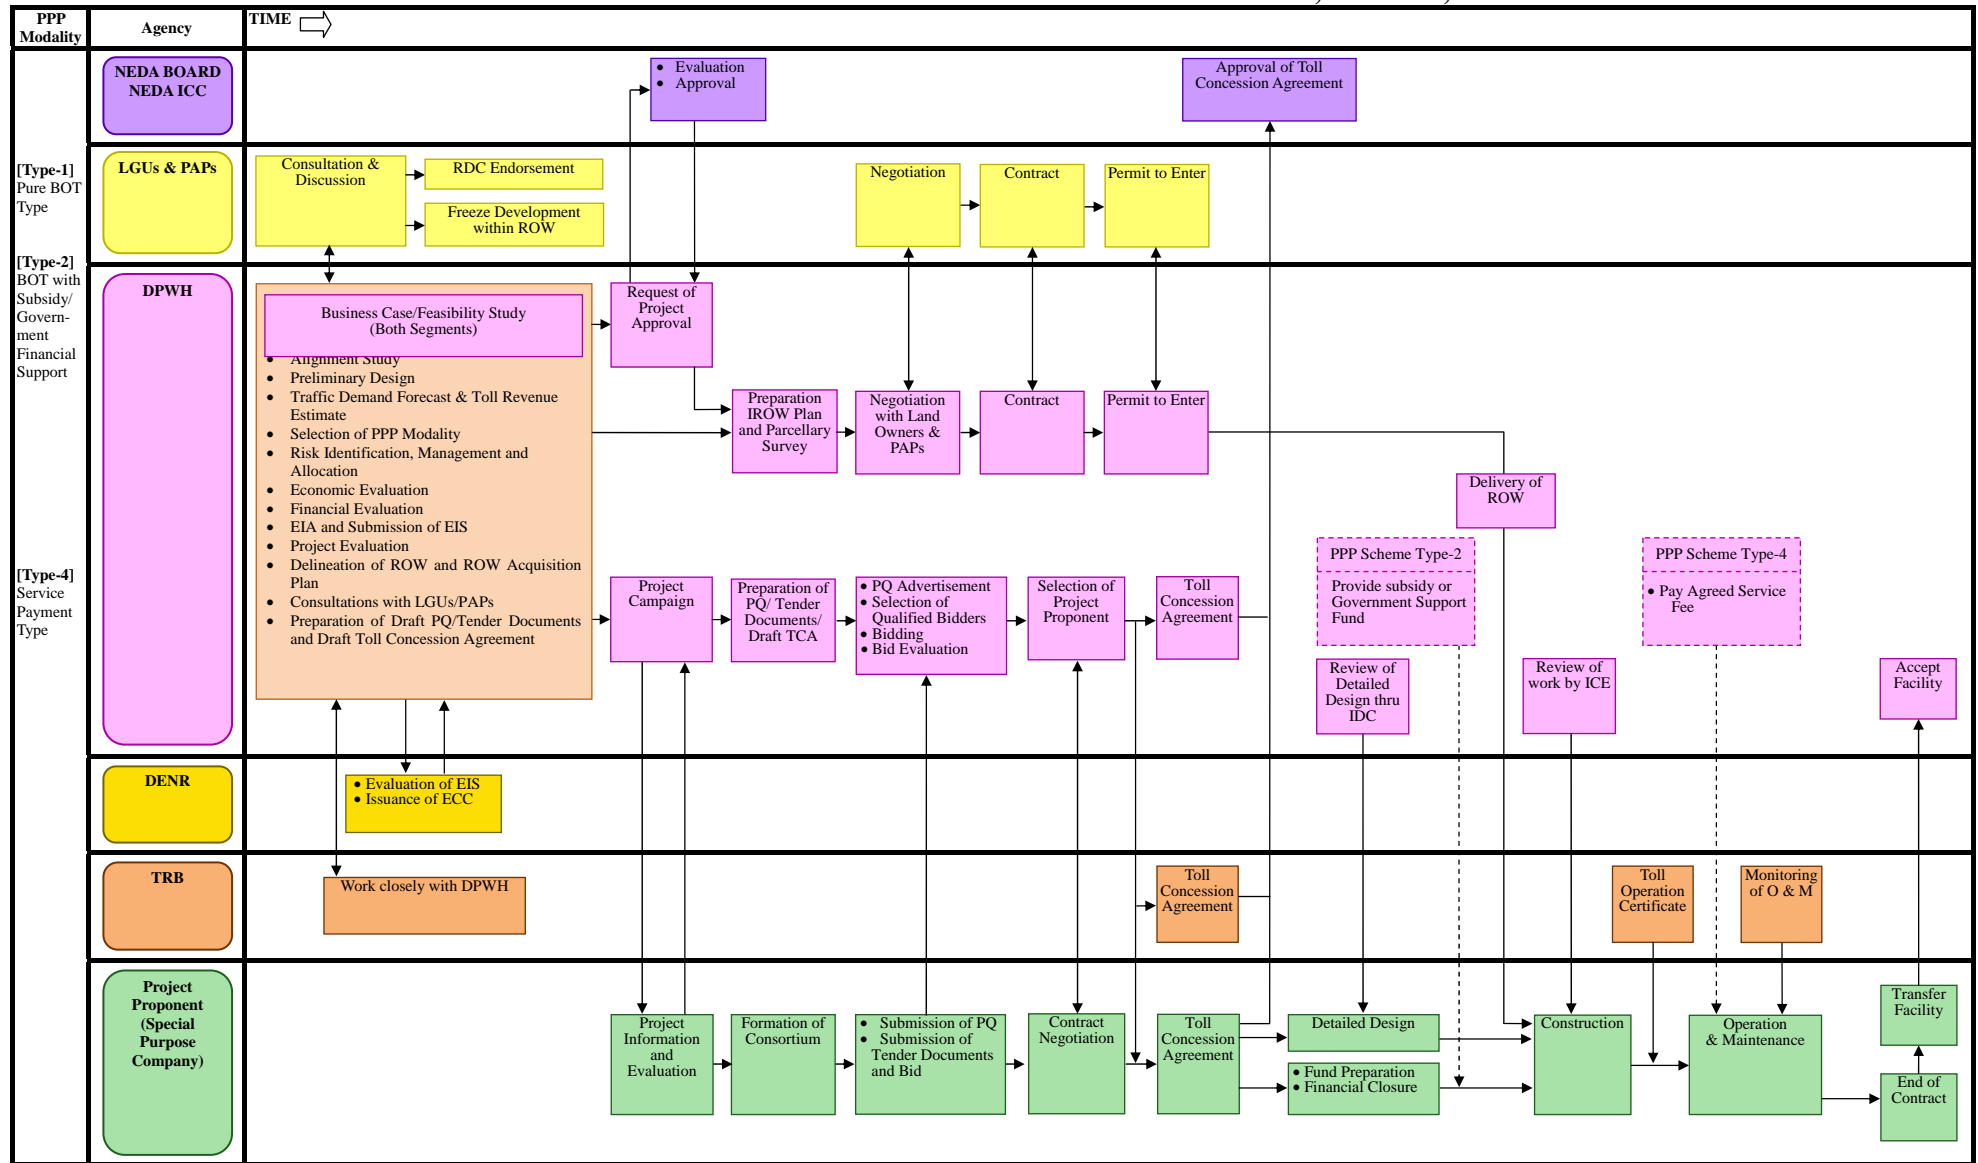 PPP
Modality
Agency
TIME
[Type-1]
Pure BOT
Type
[Type-2]
BOT with
Subsidy/
Govern-
ment
Financial
Support
[Type-4]
Service
Payment
Type
NEDA BOARD
NEDA ICC
• Evaluation
• Approval
Approval of Toll
Concession Agreement
LGUs & PAPs
Consultation &
Discussion
RDC Endorsement
Freeze Development
within ROW
Negotiation
Contract
Permit to Enter
DPWH
Business Case/Feasibility Study
(Both Segments)
• Alignment Study
• Preliminary Design
• Traffic Demand Forecast & Toll Revenue
Estimate
• Selection of PPP Modality
• Risk Identification, Management and
Allocation
• Economic Evaluation
• Financial Evaluation
• EIA and Submission of EIS
• Project Evaluation
• Delineation of ROW and ROW Acquisition
Plan
• Consultations with LGUs/PAPs
• Preparation of Draft PQ/Tender Documents
and Draft Toll Concession Agreement
Request of
Project
Approval
Preparation
IROW Plan
and Parcellary
Survey
Negotiation
with Land
Owners &
PAPs
Contract
Permit to Enter
Delivery of
ROW
Project
Campaign
Preparation of
PQ/ Tender
Documents/
Draft TCA
• PQ Advertisement
• Selection of
Qualified Bidders
• Bidding
• Bid Evaluation
Selection of
Project
Proponent
Toll
Concession
Agreement
PPP Scheme Type-2
Provide subsidy or
Government Support
Fund
PPP Scheme Type-4
• Pay Agreed Service
Fee
Review of
Detailed
Design thru
IDC
Review of
work by ICE
Accept
Facility
DENR
• Evaluation of EIS
• Issuance of ECC
TRB
Work closely with DPWH
Toll
Concession
Agreement
Toll
Operation
Certificate
Monitoring
of O & M
Project
Proponent
(Special
Purpose
Company)
Project
Information
and
Evaluation
Formation of
Consortium
• Submission of PQ
• Submission of
Tender Documents
and Bid
Contract
Negotiation
Toll
Concession
Agreement
Detailed Design
• Fund Preparation
• Financial Closure
Construction
Operation
& Maintenance
Transfer
Facility
End of
Contract